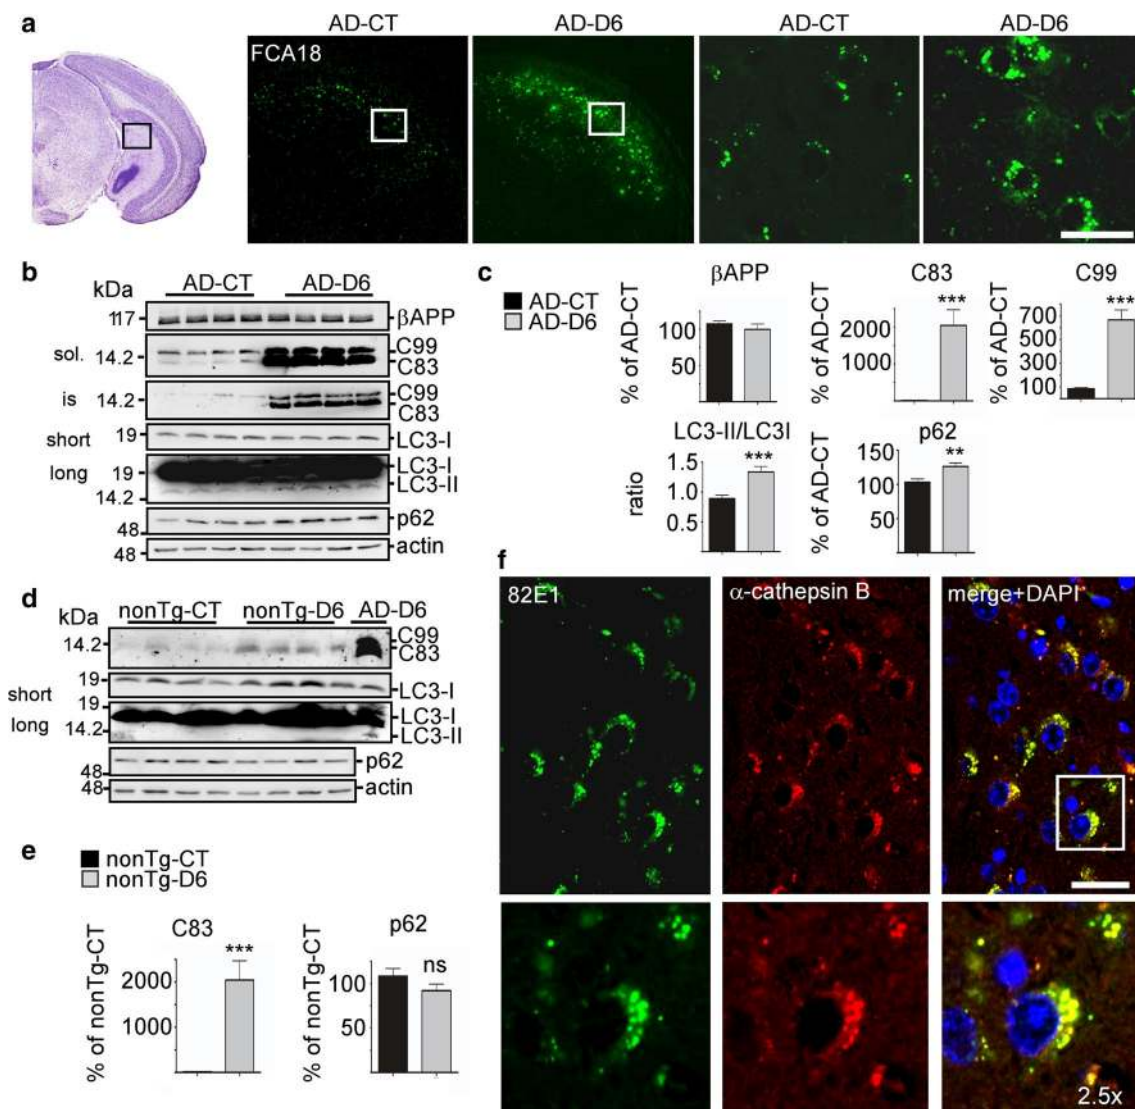 a
AD-CT AD-D6 AD-CT AD-D6
FCA18
b
kDa AD-CT AD-D6
117 βAPP
sol. 14.2 C99
C83
is 14.2 C99
C83
short 19 LC3-I
long 19 LC3-I
LC3-II
14.2
48 p62
48 actin
c
AD-CT
AD-D6
βAPP
% of AD-CT
100
50
C83
% of AD-CT
2000
1000
***
C99
% of AD-CT
700
500
300
100
***
LC3-II/LC3I
ratio
1.5
1.0
0.5
***
p62
% of AD-CT
150
100
50
**
d
kDa nonTg-CT nonTg-D6 AD-D6
14.2 C99
C83
short 19 LC3-I
long 19 LC3-I
14.2 LC3-II
48 p62
48 actin
e
nonTg-CT
nonTg-D6
C83
% of nonTg-CT
2000
1000
***
p62
% of nonTg-CT
100
50
ns
f
82E1 α-cathepsin B merge+DAPI
2.5x